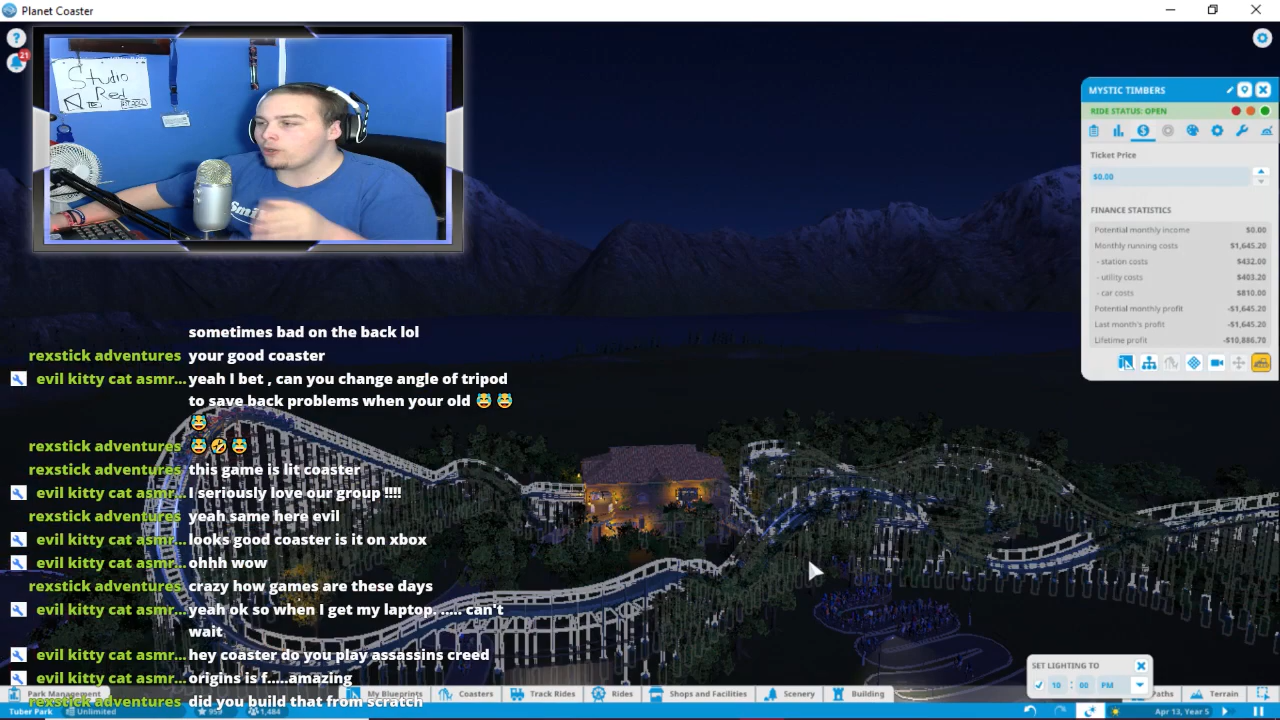 Planet Coaster
?
21
Studio
Red
MYSTIC TIMBERS
RIDE STATUS: OPEN
Ticket Price
$0.00
FINANCE STATISTICS
Potential monthly income $0.00
Monthly running costs $1,645.20
- station costs $432.00
- utility costs $403.20
- car costs $810.00
Potential monthly profit -$1,645.20
Last month's profit -$1,645.20
Lifetime profit -$10,886.70
sometimes bad on the back lol
rexstick adventures your good coaster
evil kitty cat asmr... yeah I bet , can you change angle of tripod
to save back problems when your old 😂 😂
😂
rexstick adventures 😂🤣😂
rexstick adventures this game is lit coaster
evil kitty cat asmr... I seriously love our group !!!!
rexstick adventures yeah same here evil
evil kitty cat asmr... looks good coaster is it on xbox
evil kitty cat asmr... ohhh wow
rexstick adventures crazy how games are these days
evil kitty cat asmr... yeah ok so when I get my laptop. ..... can't
wait
evil kitty cat asmr... hey coaster do you play assassins creed
evil kitty cat asmr... origins is f.....amazing
rexstick adventures did you build that from scratch
SET LIGHTING TO
10 : 00 PM
Park Management My Blueprints Coasters Track Rides Rides Shops and Facilities Scenery Building Paths Terrain
Tuber Park Unlimited 959 1,484 Apr 13, Year 5